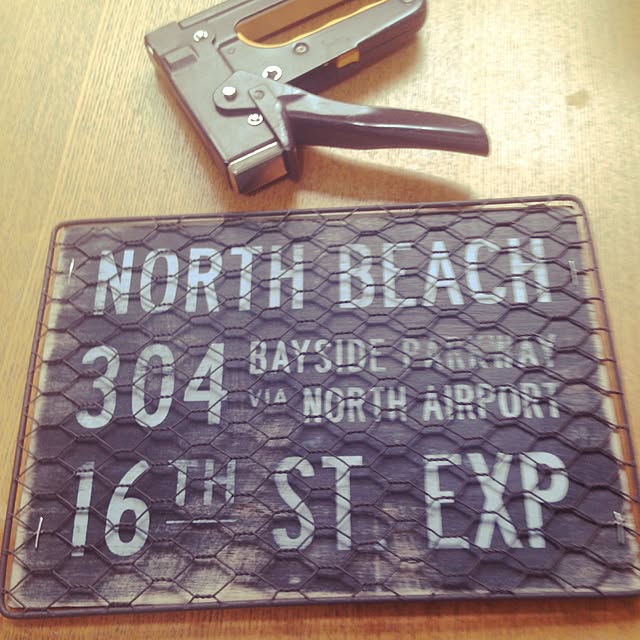 NORTH BEACH
304 BAYSIDE PARKWAY
VIA NORTH AIRPORT
16TH ST. EXP